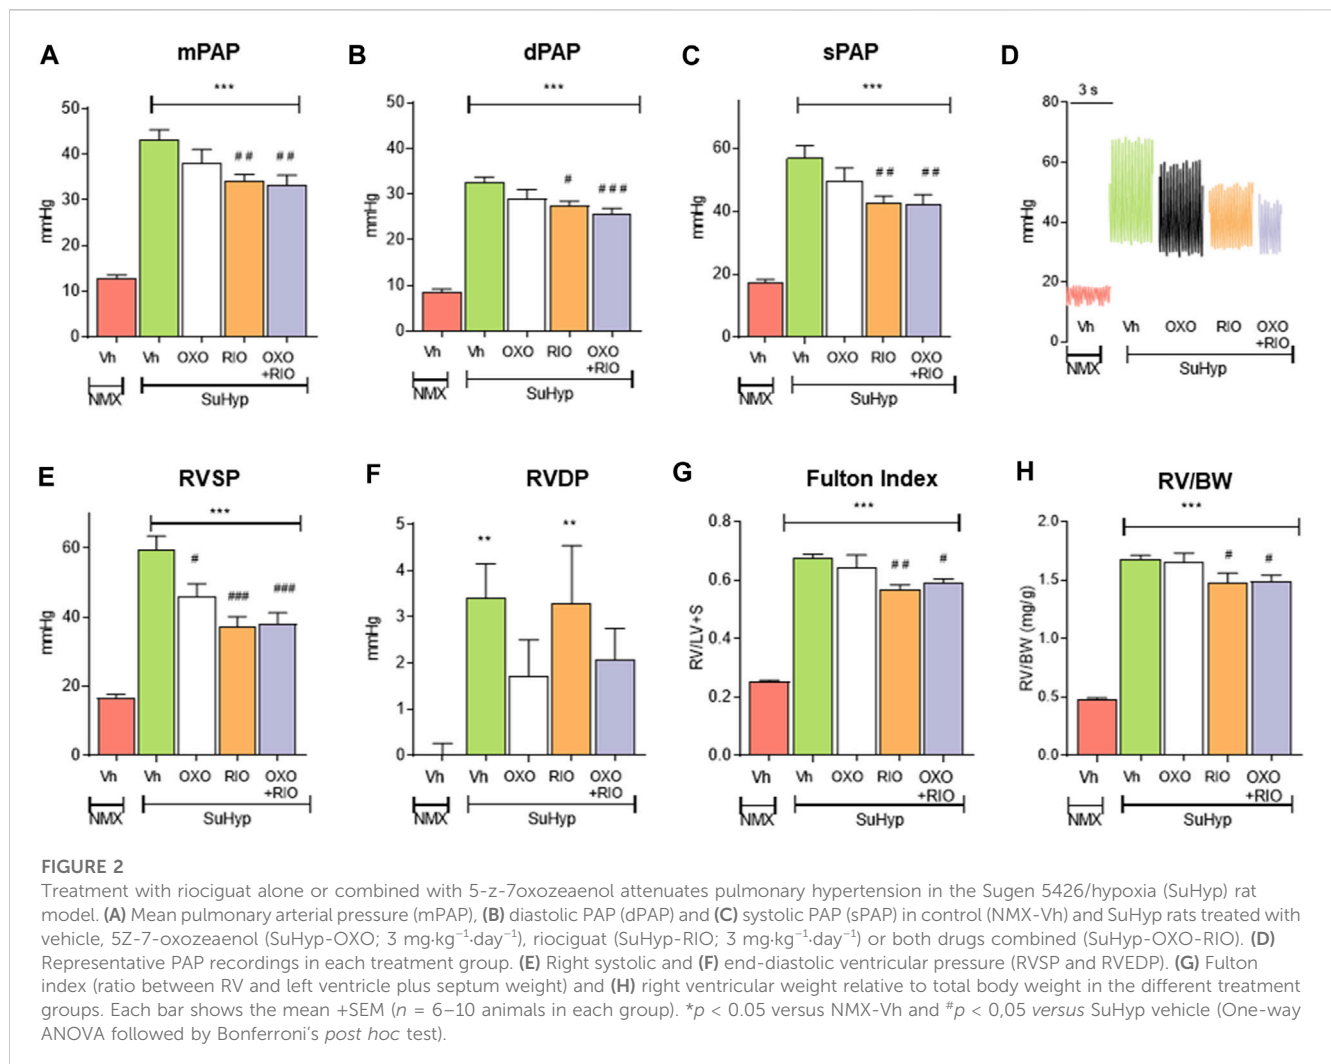 A
mPAP
***
50
40
30
20
10
0
mmHg
# #
# #
Vh
Vh
OXO
RIO
OXO
+RIO
NMX
SuHyp
B
dPAP
***
50
40
30
20
10
0
mmHg
#
# # #
Vh
Vh
OXO
RIO
OXO
+RIO
NMX
SuHyp
C
sPAP
***
60
40
20
0
mmHg
# #
# #
Vh
Vh
OXO
RIO
OXO
+RIO
NMX
SuHyp
D
3 s
80
60
40
20
0
mmHg
Vh
Vh
OXO
RIO
OXO
+RIO
NMX
SuHyp
E
RVSP
***
60
40
20
0
mmHg
#
###
###
Vh
Vh
OXO
RIO
OXO
+RIO
NMX
SuHyp
F
RVDP
5
4
3
2
1
0
mmHg
**
**
Vh
Vh
OXO
RIO
OXO
+RIO
NMX
SuHyp
G
Fulton Index
***
0.8
0.6
0.4
0.2
0.0
RV/LV+S
# #
#
Vh
Vh
OXO
RIO
OXO
+RIO
NMX
SuHyp
H
RV/BW
***
2.0
1.5
1.0
0.5
0.0
RV/BW (mg/g)
#
#
Vh
Vh
OXO
RIO
OXO
+RIO
NMX
SuHyp
FIGURE 2
Treatment with riociguat alone or combined with 5-z-7oxozeaenol attenuates pulmonary hypertension in the Sugen 5426/hypoxia (SuHyp) rat
model. (A) Mean pulmonary arterial pressure (mPAP), (B) diastolic PAP (dPAP) and (C) systolic PAP (sPAP) in control (NMX-Vh) and SuHyp rats treated with
vehicle, 5Z-7-oxozeaenol (SuHyp-OXO; 3 mg·kg⁻¹·day⁻¹), riociguat (SuHyp-RIO; 3 mg·kg⁻¹·day⁻¹) or both drugs combined (SuHyp-OXO-RIO). (D)
Representative PAP recordings in each treatment group. (E) Right systolic and (F) end-diastolic ventricular pressure (RVSP and RVEDP). (G) Fulton
index (ratio between RV and left ventricle plus septum weight) and (H) right ventricular weight relative to total body weight in the different treatment
groups. Each bar shows the mean +SEM (n = 6–10 animals in each group). *p < 0.05 versus NMX-Vh and #p < 0,05 versus SuHyp vehicle (One-way
ANOVA followed by Bonferroni's post hoc test).